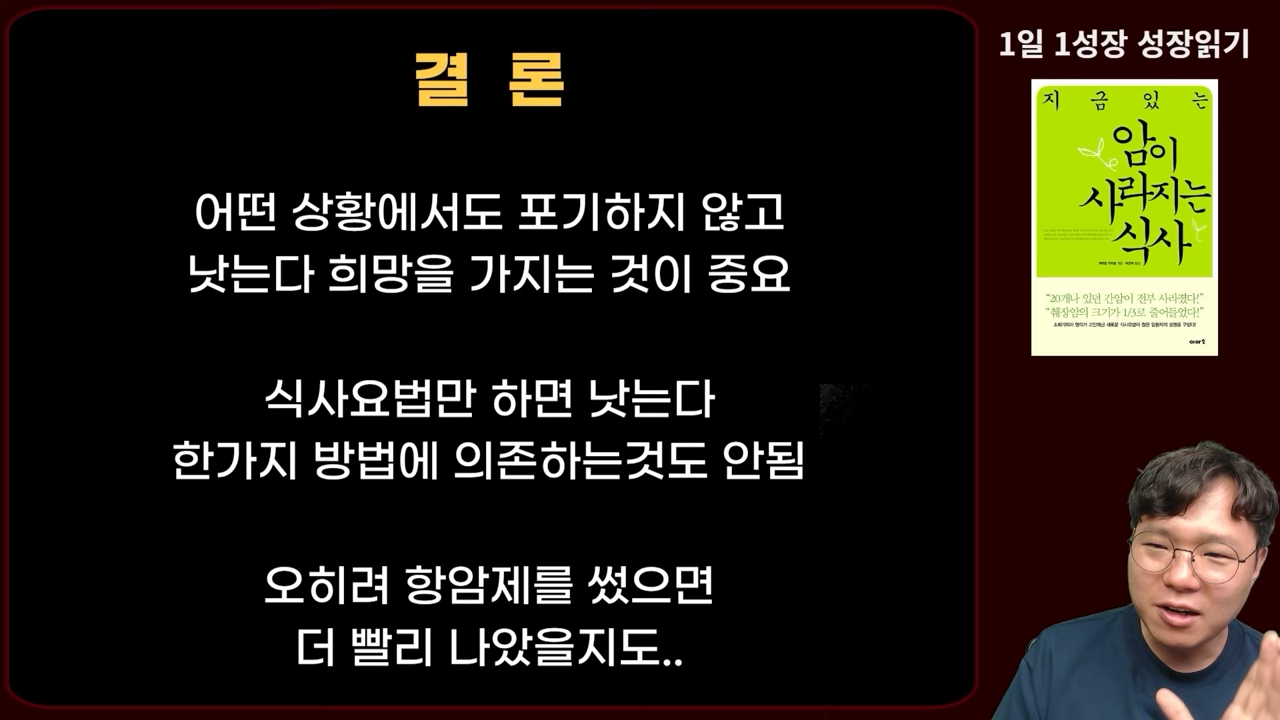 결 론
어떤 상황에서도 포기하지 않고
낫는다 희망을 가지는 것이 중요
식사요법만 하면 낫는다
한가지 방법에 의존하는것도 안됨
오히려 항암제를 썼으면
더 빨리 나았을지도..
1일 1성장 성장읽기
지금있는
암이
사라지는
식사
“20개나 있던 간암이 전부 사라졌다!”
“췌장암의 크기가 1/3로 줄어들었다!”